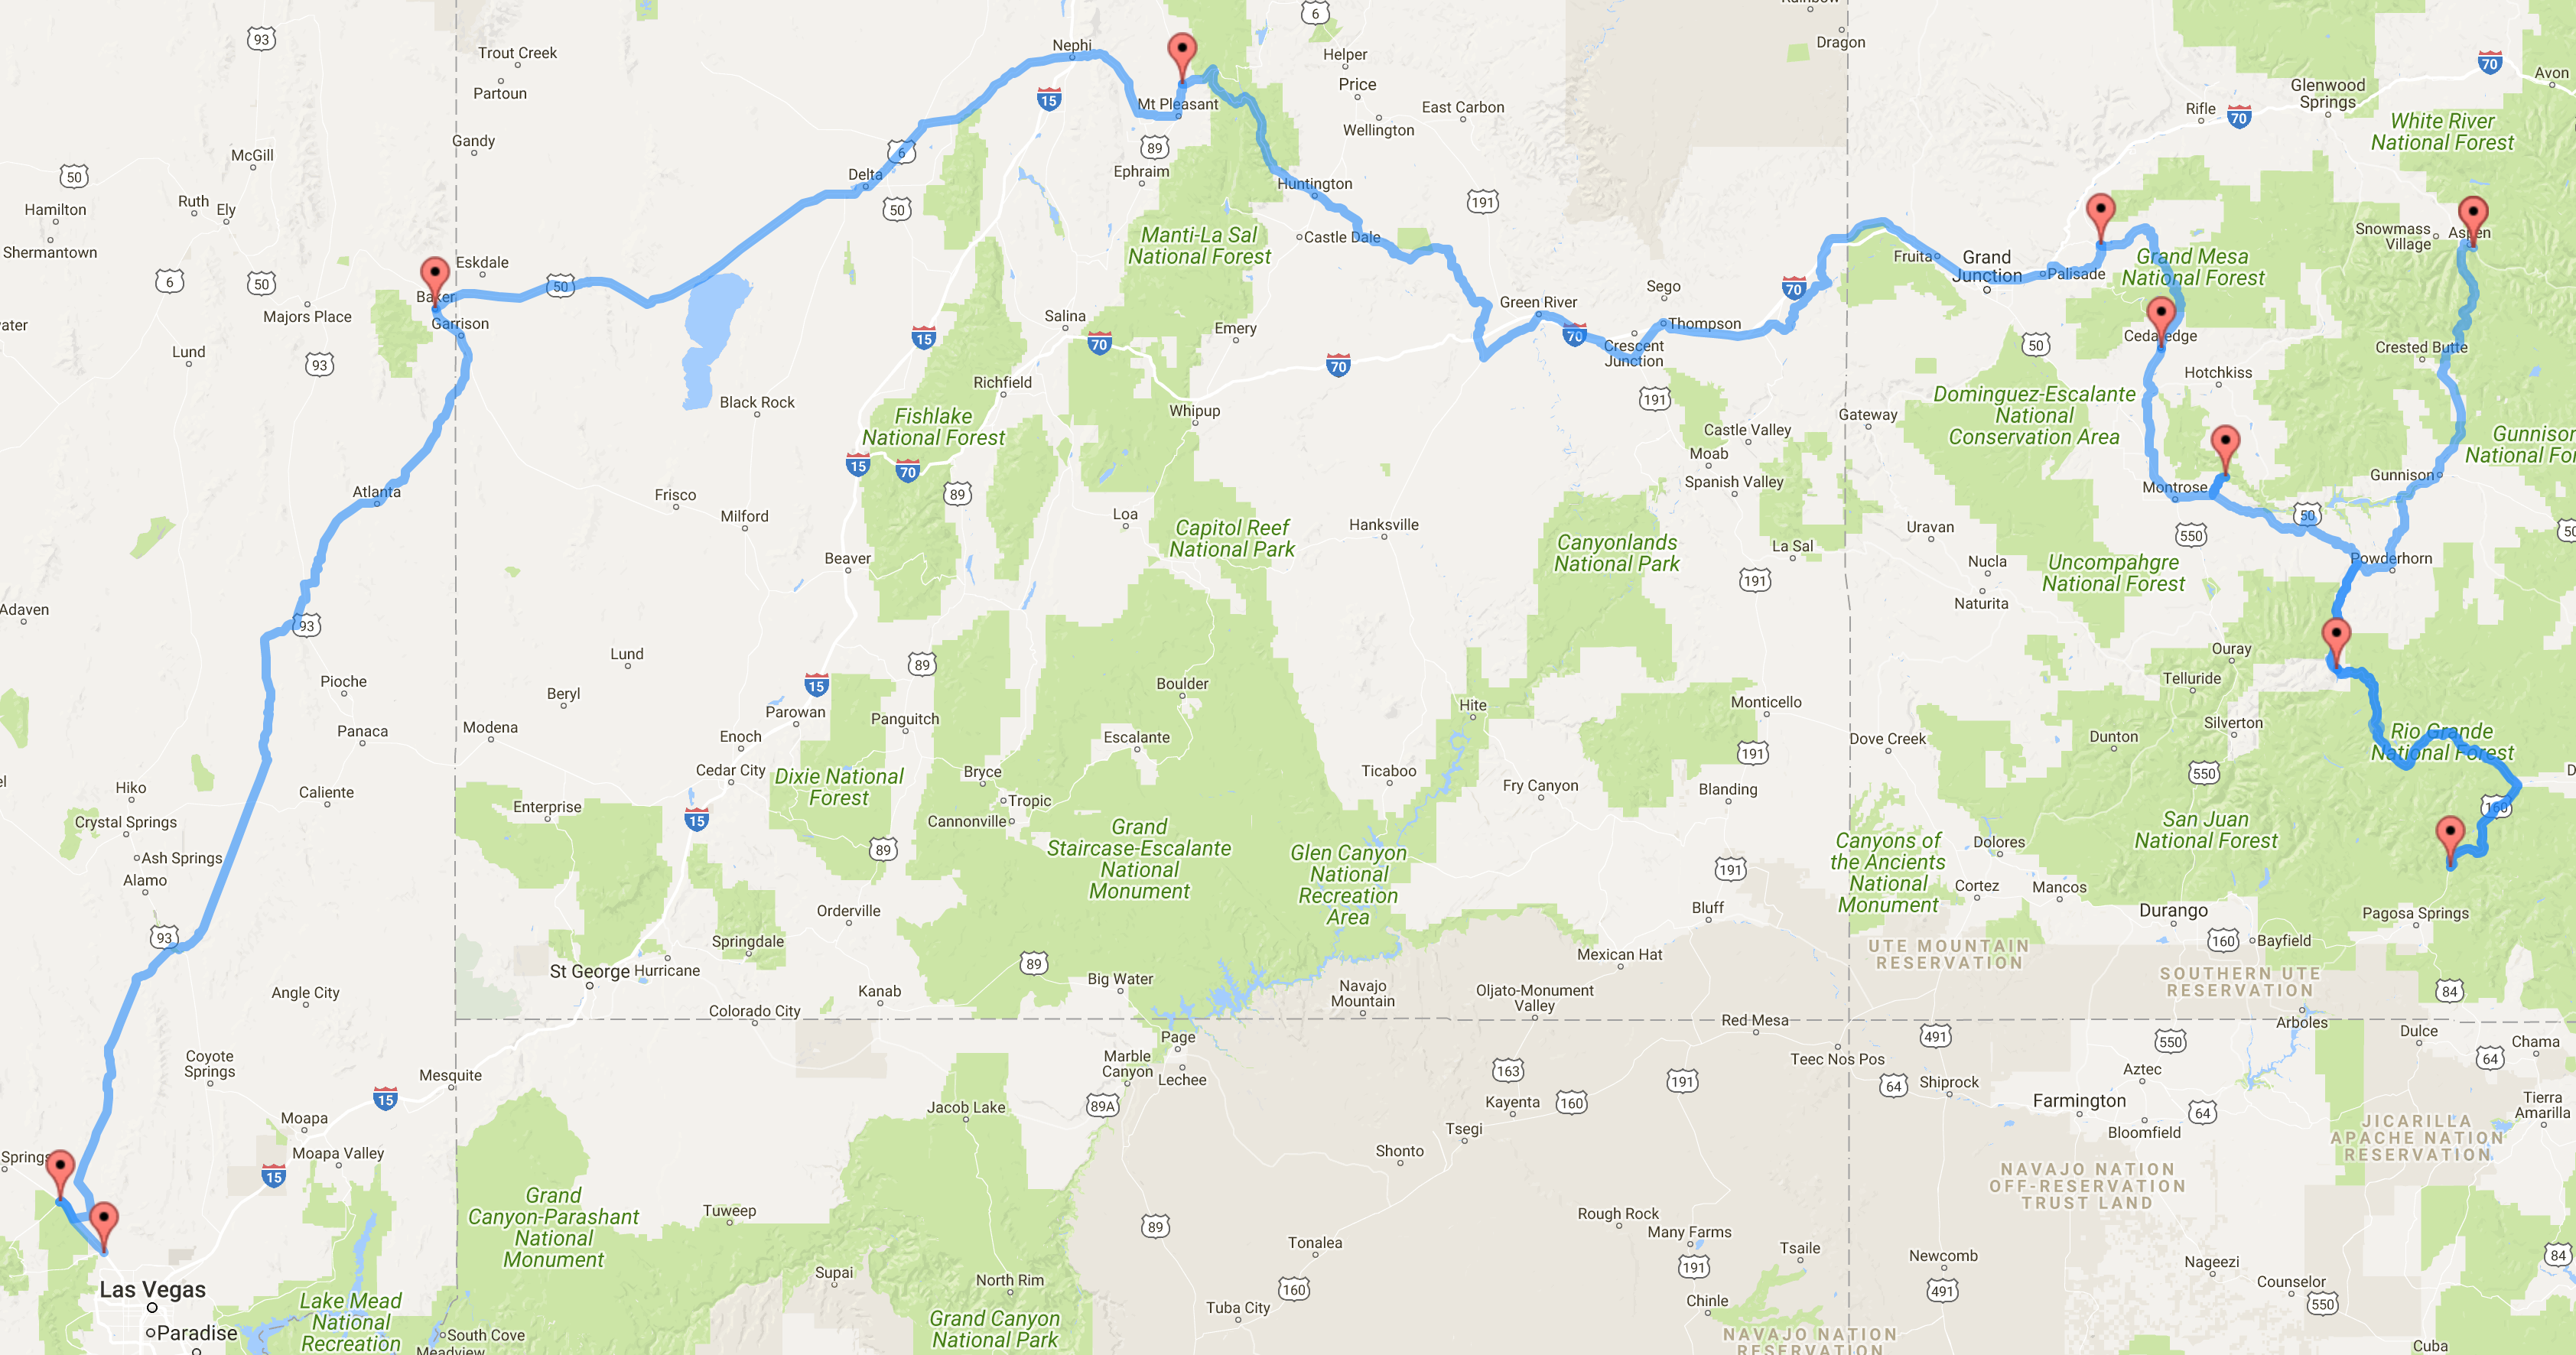 Rainbow
6
93
Trout Creek
Nephi
Helper
Dragon
70
Avon
Partoun
15
Price
Glenwood
Springs
Mt Pleasant
East Carbon
Rifle
70
Wellington
White River
National Forest
Gandy
McGill
6
89
50
Delta
Ephraim
Huntington
191
Hamilton
Ruth
Ely
50
Shermantown
Castle Dale
Snowmass
Village
Aspen
Manti-La Sal
National Forest
Eskdale
Fruita
Grand
Junction
Palisade
Grand Mesa
National Forest
6
50
Baker
50
Sego
70
Green River
Majors Place
Garrison
Salina
Emery
70
Thompson
ater
15
70
Crescent
Junction
Cedaredge
50
Crested Butte
Lund
93
70
Richfield
Hotchkiss
Black Rock
191
Whipup
Gateway
Dominguez-Escalante
National
Conservation Area
Fishlake
National Forest
Castle Valley
Gunnison
National For
15
70
Moab
Spanish Valley
Gunnison
Atlanta
Frisco
89
Montrose
Milford
Loa
Hanksville
50
50
Capitol Reef
National Park
Canyonlands
National Park
Uravan
550
La Sal
Beaver
Nucla
Powderhorn
191
Uncompahgre
National Forest
Adaven
Naturita
93
Lund
89
Ouray
Pioche
15
Boulder
Telluride
Beryl
Hite
Monticello
Parowan
Panguitch
Panaca
Modena
Enoch
Escalante
191
Dove Creek
Dunton
Silverton
Rio Grande
National Forest
Cedar City
Bryce
Ticaboo
550
D
el
Hiko
Caliente
Dixie National
Forest
Fry Canyon
Blanding
Enterprise
Tropic
160
Crystal Springs
15
Cannonville
Grand
Staircase-Escalante
National
Monument
San Juan
National Forest
Ash Springs
89
Glen Canyon
National
Recreation
Area
Canyons of
the Ancients
National
Monument
Dolores
Alamo
191
Cortez
Mancos
Orderville
Bluff
Durango
Pagosa Springs
93
Springdale
160
Bayfield
UTE MOUNTAIN
RESERVATION
Mexican Hat
89
St George
Hurricane
Big Water
SOUTHERN UTE
RESERVATION
Angle City
Kanab
Navajo
Mountain
Oljato-Monument
Valley
84
Colorado City
Red Mesa
Arboles
Page
491
550
Dulce
Chama
Coyote
Springs
Marble
Canyon
Teec Nos Pos
64
Mesquite
Lechee
163
191
64
Shiprock
Aztec
15
Jacob Lake
89A
Kayenta
160
Farmington
64
Tierra
Amarilla
Moapa
Tsegi
Bloomfield
JICARILLA
APACHE NATION
RESERVATION
Springs
Moapa Valley
Shonto
15
NAVAJO NATION
OFF-RESERVATION
TRUST LAND
Grand
Canyon-Parashant
National
Monument
Tuweep
89
Rough Rock
Many Farms
Tonalea
Tsaile
Newcomb
84
191
Nageezi
Supai
North Rim
Las Vegas
160
491
Counselor
550
Lake Mead
National
Recreation
Tuba City
Chinle
Grand Canyon
National Park
Paradise
South Cove
NAVAJO NATION
RESERVATION
Cuba
Meadview